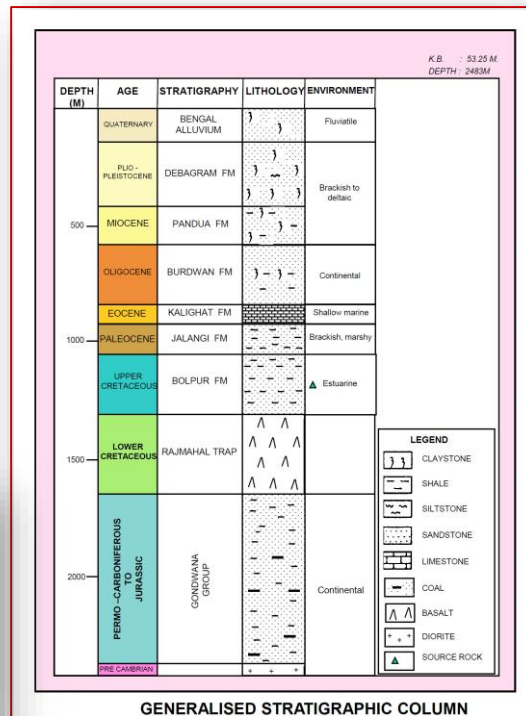 K.B. : 53.25 M.
DEPTH : 2483M
DEPTH (M)
AGE
STRATIGRAPHY
LITHOLOGY
ENVIRONMENT
QUATERNARY
BENGAL
ALLUVIUM
Fluviatile
PLIO -
PLEISTOCENE
DEBAGRAM FM
Brackish to
deltaic
500
MIOCENE
PANDUA FM
OLIGOCENE
BURDWAN FM
Continental
EOCENE
KALIGHAT FM
Shallow marine
1000
PALEOCENE
JALANGI FM
Brackish, marshy
UPPER
CRETACEOUS
BOLPUR FM
Estuarine
LOWER
CRETACEOUS
RAJMAHAL TRAP
1500
PERMO -CARBONIFEROUS
TO
JURASSIC
GONDWANA
GROUP
Continental
2000
PRE CAMBRIAN
LEGEND
CLAYSTONE
SHALE
SILTSTONE
SANDSTONE
LIMESTONE
COAL
BASALT
DIORITE
SOURCE ROCK
GENERALISED STRATIGRAPHIC COLUMN